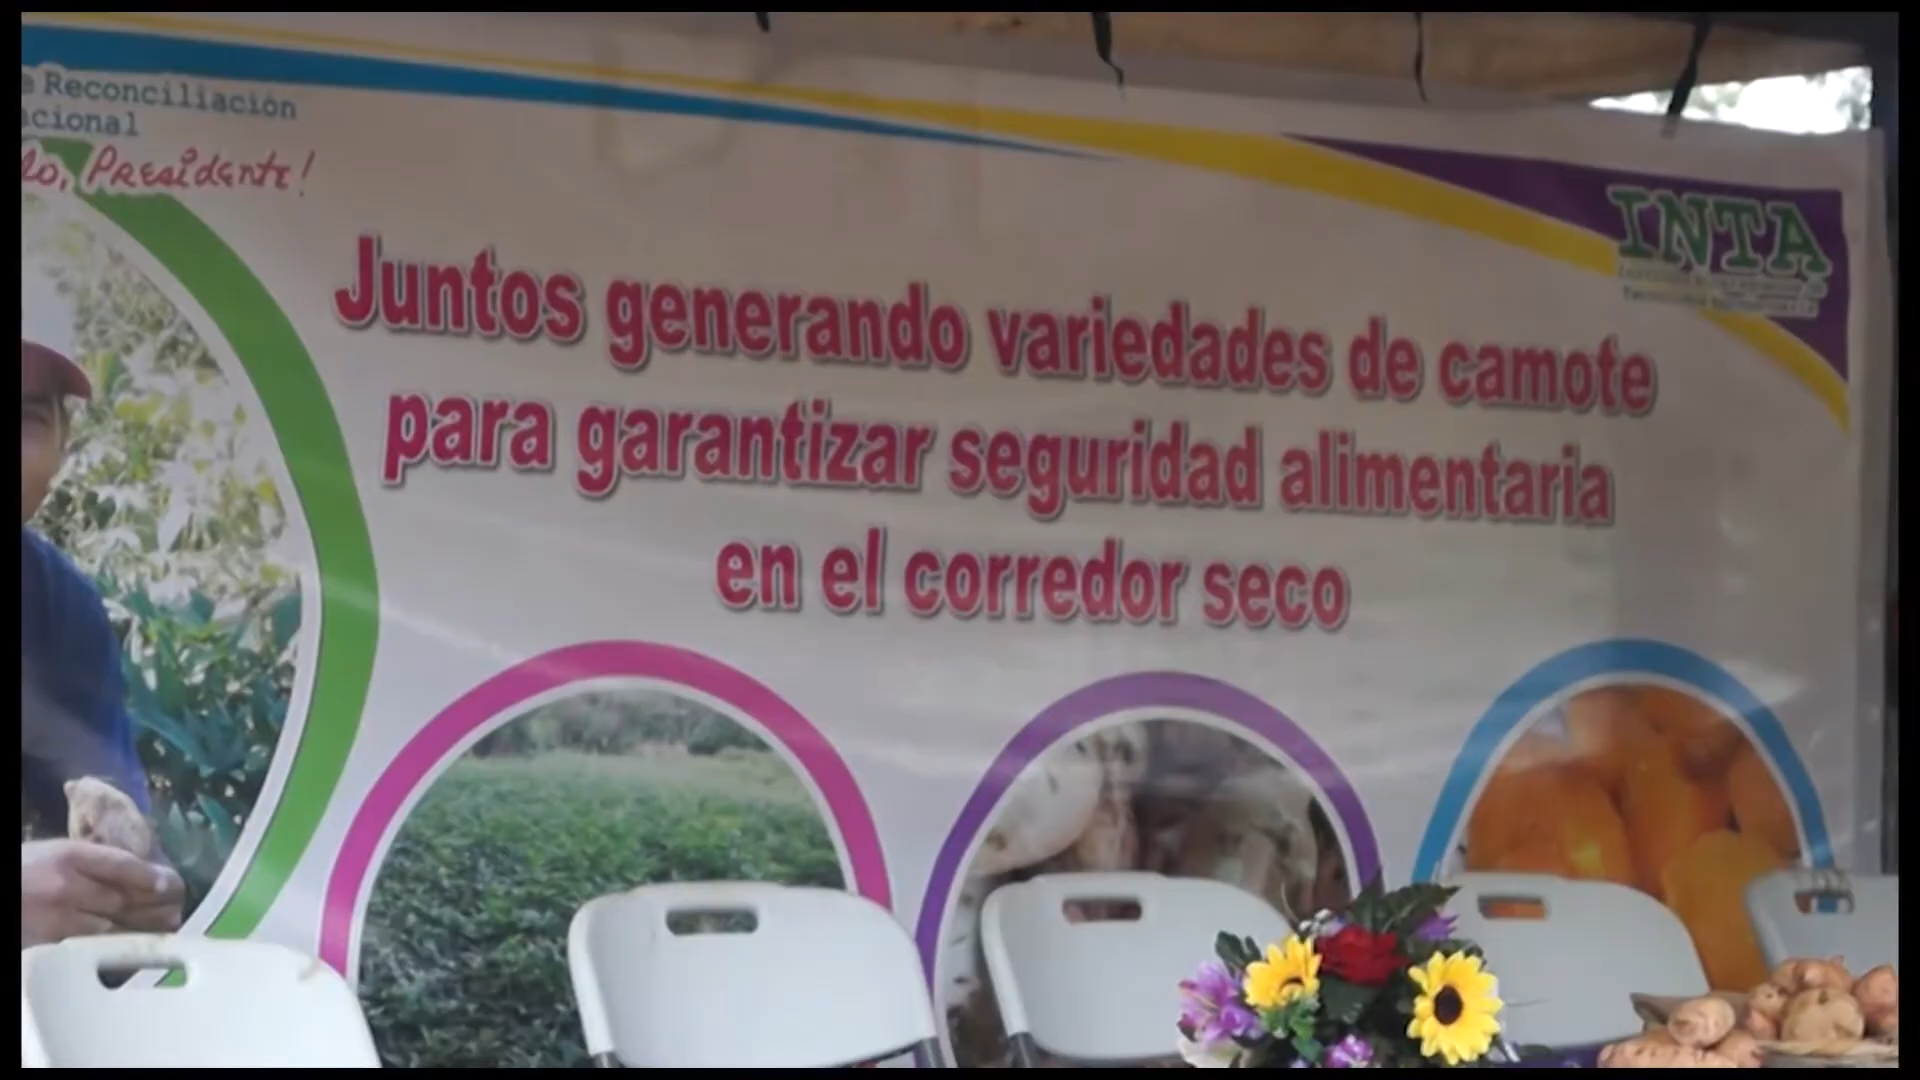 e Reconciliación
acional
lo, Presidente!
INTA
Juntos generando variedades de camote
para garantizar seguridad alimentaria
en el corredor seco